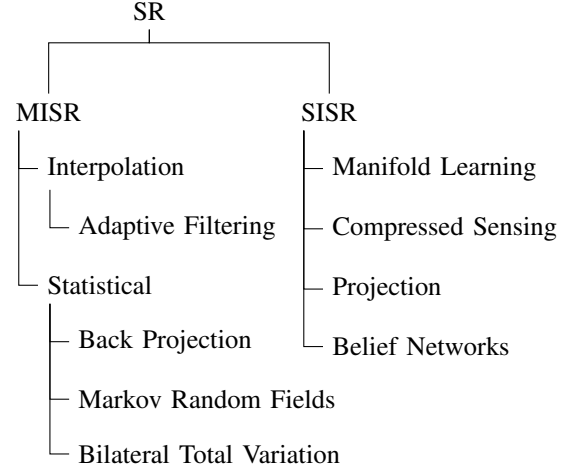 SR
MISR
Interpolation
Adaptive Filtering
Statistical
Back Projection
Markov Random Fields
Bilateral Total Variation
SISR
Manifold Learning
Compressed Sensing
Projection
Belief Networks